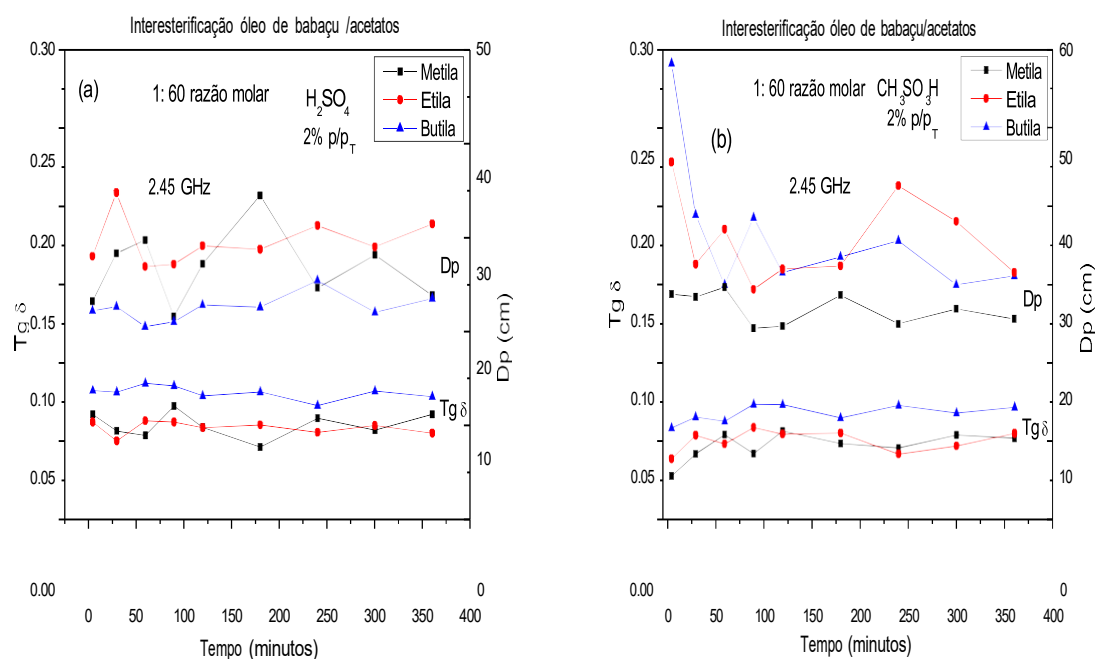 Interesterificação óleo de babaçu /acetatos
(a)
1: 60 razão molar
H2SO4
2% p/pT
2.45 GHz
Metila
Etila
Butila
Dp
Tg δ
Tg δ
0.30
0.25
0.20
0.15
0.10
0.05
0.00
50
40
30
20
10
0
Dp (cm)
0 50 100 150 200 250 300 350 400
Tempo (minutos)
Interesterificação óleo de babaçu/acetatos
(b)
1: 60 razão molar CH3SO3H
2% p/pT
2.45 GHz
Metila
Etila
Butila
Dp
Tg δ
Tg δ
0.30
0.25
0.20
0.15
0.10
0.05
0.00
60
50
40
30
20
10
0
Dp (cm)
0 50 100 150 200 250 300 350 400
Tempo (minutos)